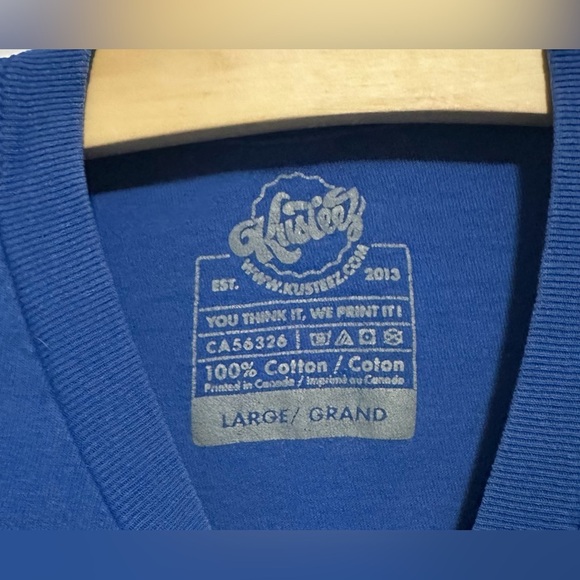 Kusteez
WWW.KUSTEEZ.COM
EST. 2013
YOU THINK IT, WE PRINT IT!
CA56326
100% Cotton / Coton
Printed in Canada / Imprimé au Canada
LARGE/ GRAND